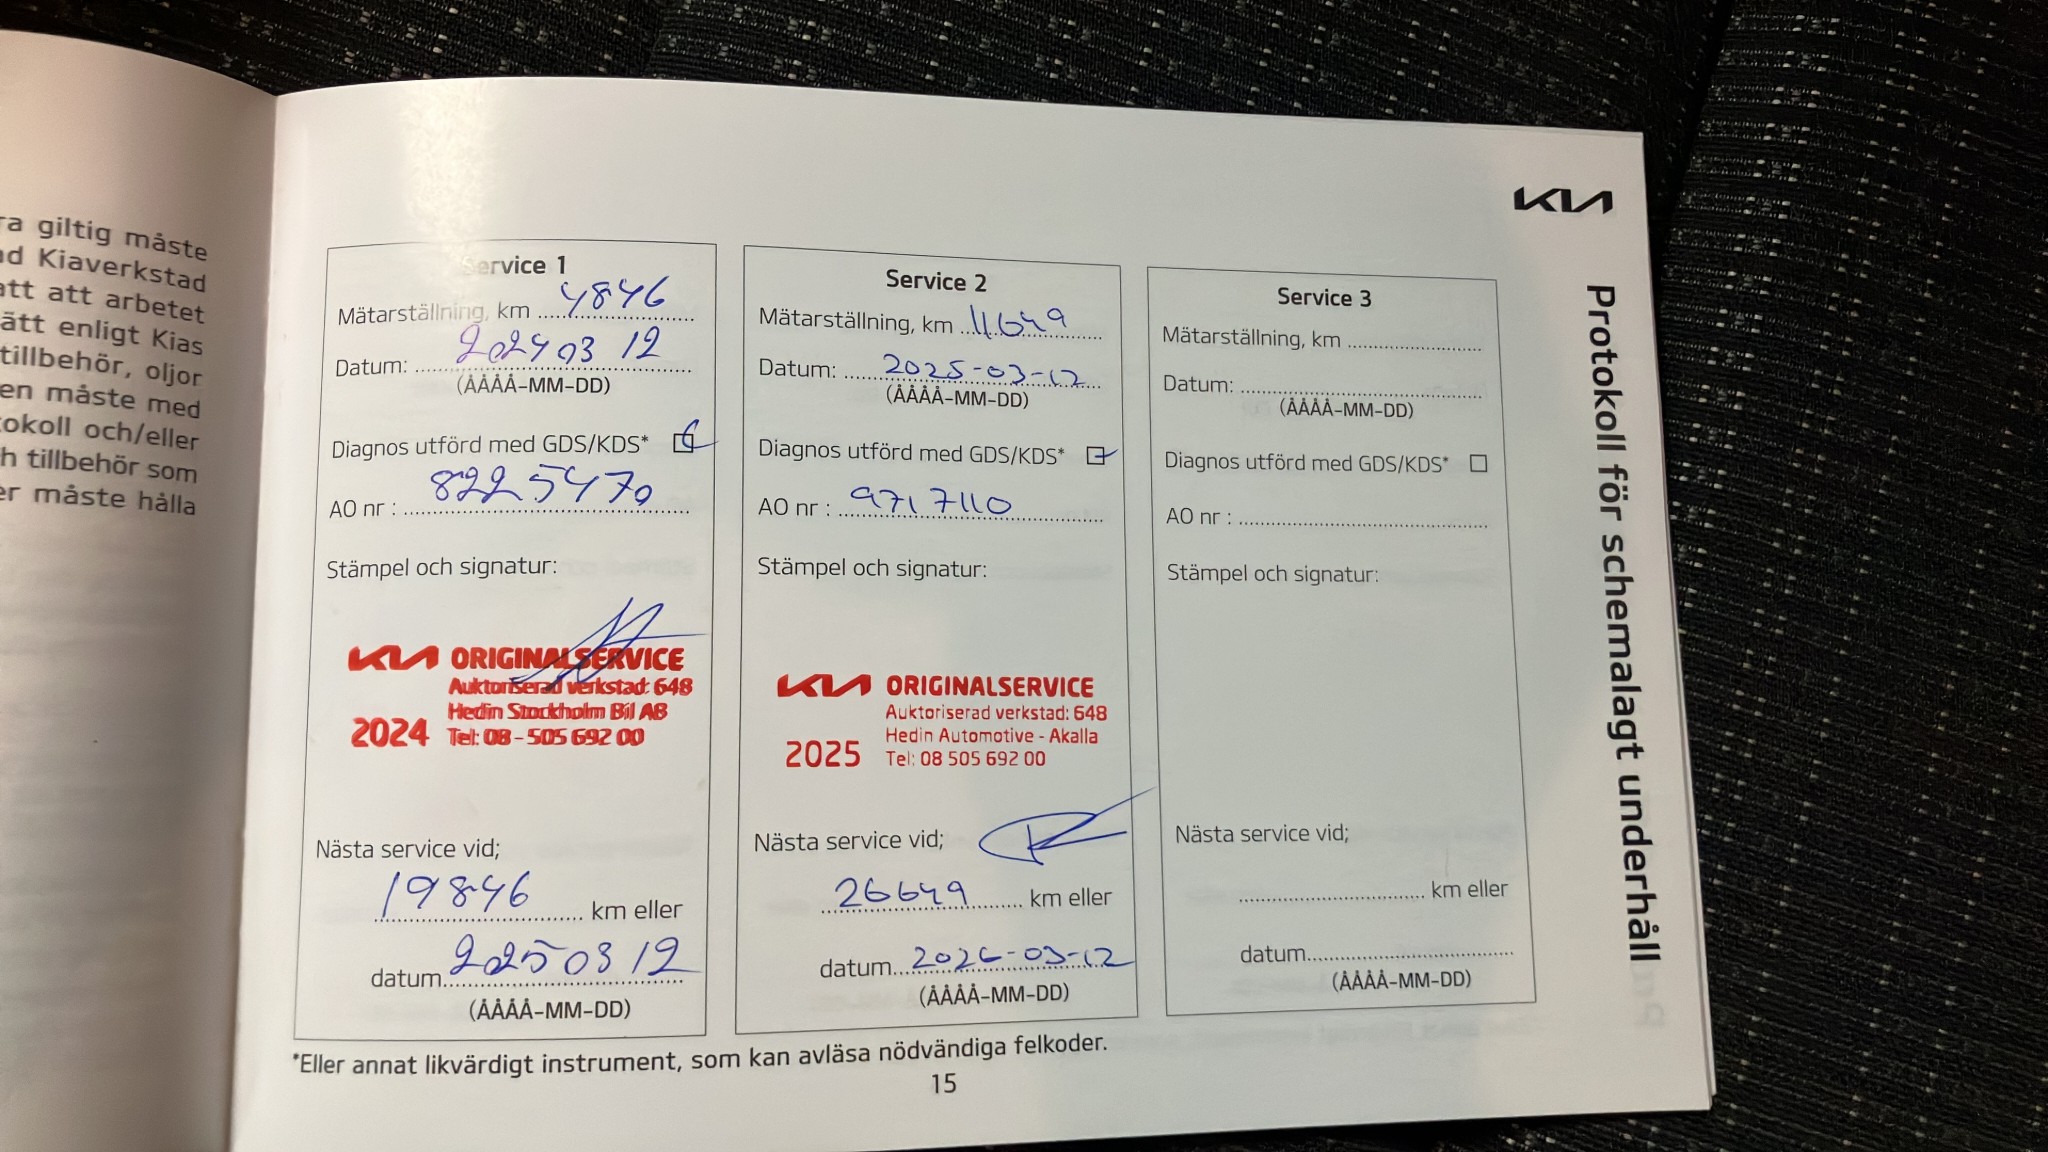 ra giltig måste
ad Kiaverkstad
att att arbetet
ätt enligt Kias
tillbehör, oljor
en måste med
okoll och/eller
h tillbehör som
er måste hålla
KIA
Protokoll för schemalagt underhåll
Service 1
Mätarställning, km 4846
Datum: 20240312
(ÅÅÅÅ-MM-DD)
Diagnos utförd med GDS/KDS*
AO nr : 8225470
Stämpel och signatur:
KIA ORIGINALSERVICE
Auktoriserad verkstad: 648
Hedin Stockholm Bil AB
2024 Tel: 08-505 692 00
Nästa service vid;
19846 km eller
datum 20250312
(ÅÅÅÅ-MM-DD)
Service 2
Mätarställning, km 11649
Datum: 2025-03-12
(ÅÅÅÅ-MM-DD)
Diagnos utförd med GDS/KDS*
AO nr : 9717110
Stämpel och signatur:
KIA ORIGINALSERVICE
Auktoriserad verkstad: 648
Hedin Automotive - Akalla
2025 Tel: 08 505 692 00
Nästa service vid;
26649 km eller
datum 2026-03-12
(ÅÅÅÅ-MM-DD)
Service 3
Mätarställning, km
Datum:
(ÅÅÅÅ-MM-DD)
Diagnos utförd med GDS/KDS*
AO nr :
Stämpel och signatur:
Nästa service vid;
km eller
datum
(ÅÅÅÅ-MM-DD)
*Eller annat likvärdigt instrument, som kan avläsa nödvändiga felkoder.
15